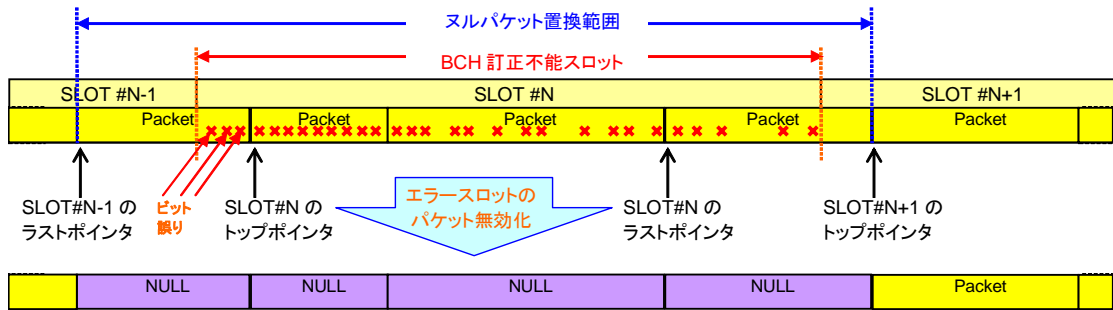 ヌルパケット置換範囲
BCH 訂正不能スロット
SLOT #N-1
SLOT #N
SLOT #N+1
Packet
Packet
Packet
Packet
Packet
SLOT#N-1 の
ラストポインタ
ビット
誤り
SLOT#N の
トップポインタ
エラースロットの
パケット無効化
SLOT#N の
ラストポインタ
SLOT#N+1 の
トップポインタ
NULL
NULL
NULL
NULL
Packet